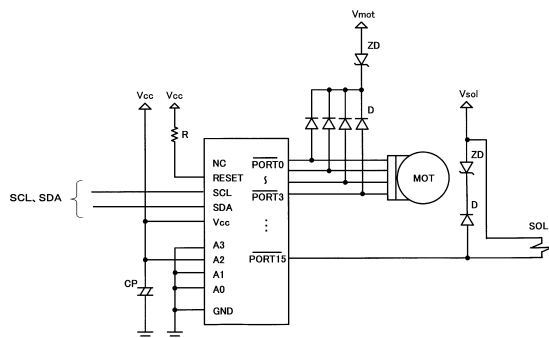 Vmot
ZD
Vcc
Vcc
Vsol
R
D
NC
PORT0
ZD
RESET
MOT
SCL、SDA
SCL
PORT3
SDA
D
Vcc
SOL
A3
A2
PORT15
CP
A1
A0
GND